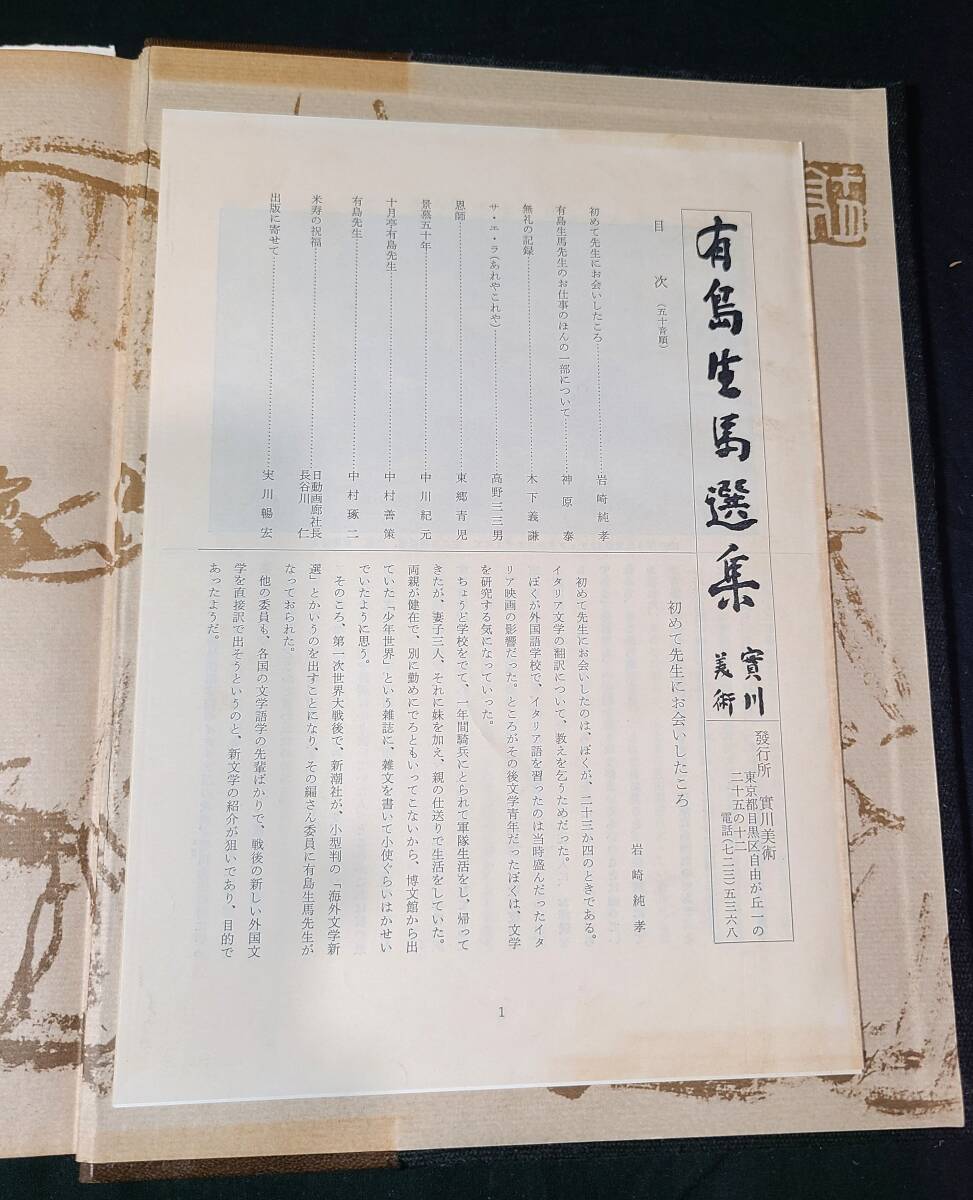 有島生馬選集
實川
美術
發行所 實川美術
東京都目黒区自由が丘一の
二十五の十二
電話(七二三)五三六八
目 次 (五十音順)
初めて先生にお会いしたころ…………岩崎純孝
有島生馬先生のお仕事のほんの一部について…………神原泰
無礼の記録…………木下義謙
サ・エ・ラ(あれやこれや)…………高野三三男
恩師…………東郷青児
景慕五十年…………中川紀元
十月亭有島先生…………中村善策
有島先生…………中村琢二
米寿の祝福…………日動画廊社長
長谷川 仁
出版に寄せて…………実川暢宏
初めて先生にお会いしたころ
岩崎純孝
初めて先生にお会いしたのは、ぼくが、二十三か四のときである。
イタリア文学の翻訳について、教えを乞うためだった。
ぼくが外国語学校で、イタリア語を習ったのは当時盛んだったイタ
リア映画の影響だった。ところがその後文学青年だったぼくは、文学
を研究する気になっていった。
ちょうど学校をでて、一年間騎兵にとられて軍隊生活をし、帰って
きたが、妻子三人、それに妹を加え、親の仕送りで生活をしていた。
両親が健在で、別に勤めにでろともいってこないから、博文館から出
ていた「少年世界」という雑誌に、雑文を書いて小使ぐらいはかせい
でいたように思う。
そのころ、第一次世界大戦後で、新潮社が、小型判の「海外文学新
選」とかいうのを出すことになり、その編さん委員に有島生馬先生が
なっておられた。
他の委員も、各国の文学語学の先輩ばかりで、戦後の新しい外国文
学を直接訳で出そうというのと、新文学の紹介が狙いであり、目的で
あったようだ。
1